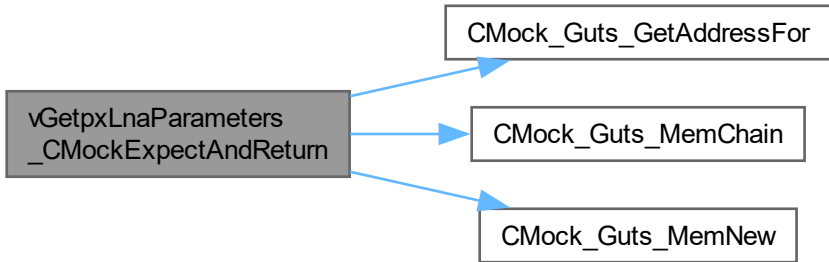 vGetpxLnaParameters
_CMockExpectAndReturn
CMock_Guts_GetAddressFor
CMock_Guts_MemChain
CMock_Guts_MemNew